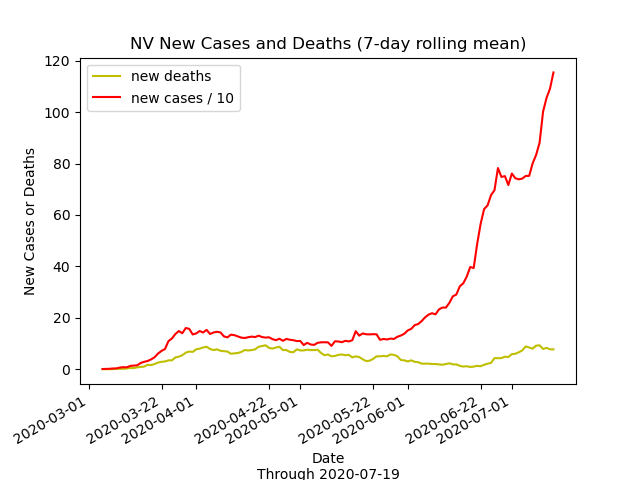 NV New Cases and Deaths (7-day rolling mean)
new deaths
new cases / 10
120
100
80
60
40
20
0
New Cases or Deaths
2020-03-01
2020-03-22
2020-04-01
2020-04-22
2020-05-01
2020-05-22
2020-06-01
2020-06-22
2020-07-01
Date
Through 2020-07-19